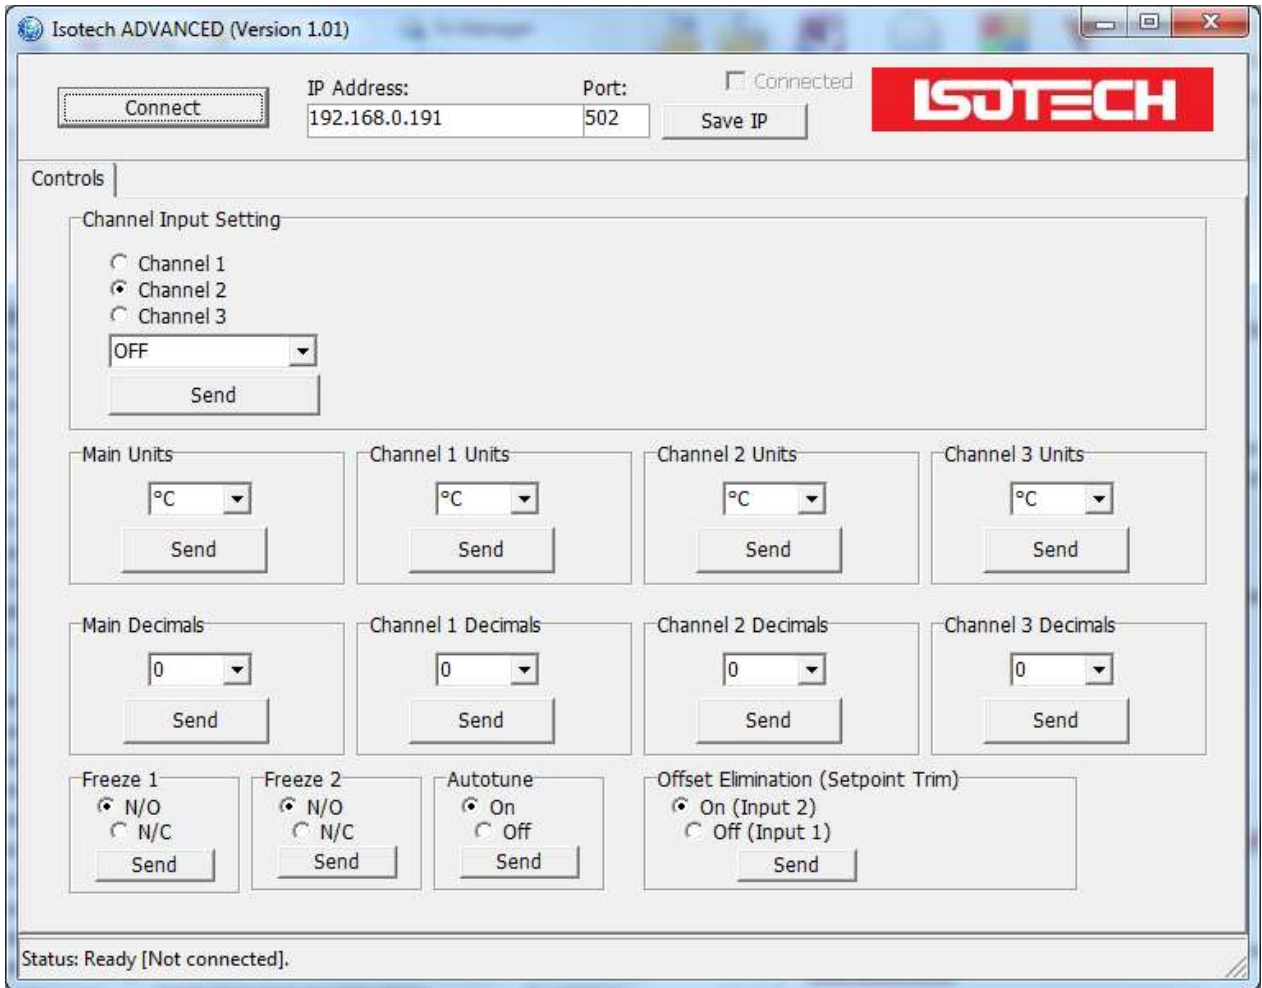 Isotech ADVANCED (Version 1.01)
Connect
IP Address:
Port:
Connected
192.168.0.191
502
Save IP
ISOTECH
Controls
Channel Input Setting
Channel 1
Channel 2
Channel 3
OFF
Send
Main Units
Channel 1 Units
Channel 2 Units
Channel 3 Units
°C
°C
°C
°C
Send
Send
Send
Send
Main Decimals
Channel 1 Decimals
Channel 2 Decimals
Channel 3 Decimals
0
0
0
0
Send
Send
Send
Send
Freeze 1
N/O
N/C
Send
Freeze 2
N/O
N/C
Send
Autotune
On
Off
Send
Offset Elimination (Setpoint Trim)
On (Input 2)
Off (Input 1)
Send
Status: Ready [Not connected].